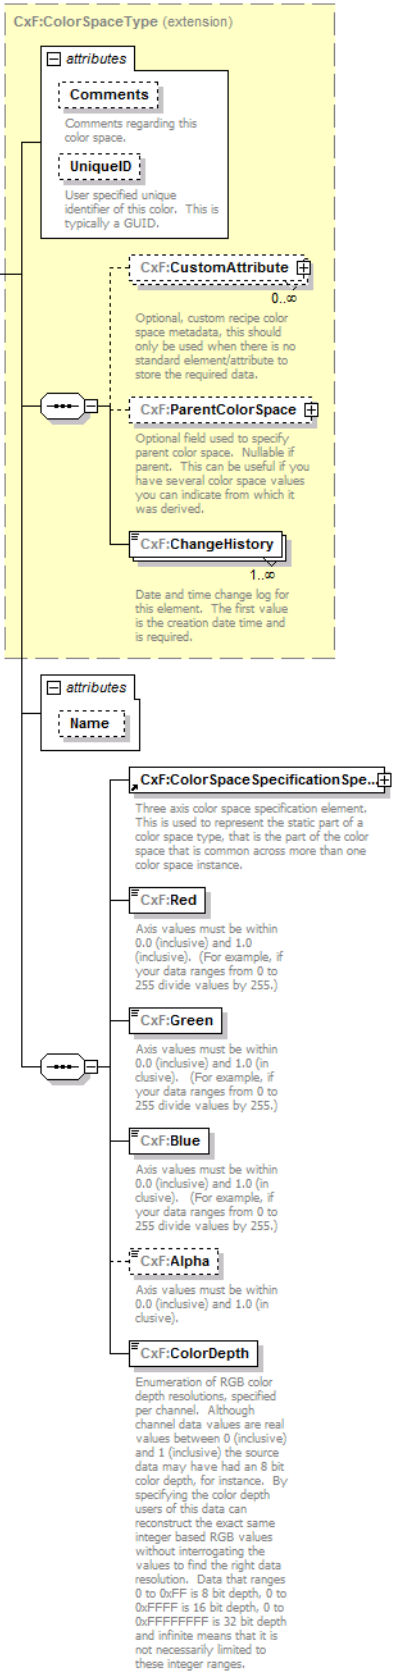 CxF:ColorSpaceType (extension)
attributes
Comments
Comments regarding this
color space.
UniqueID
User specified unique
identifier of this color. This is
typically a GUID.
CxF:CustomAttribute
0..∞
Optional, custom recipe color
space metadata, this should
only be used when there is no
standard element/attribute to
store the required data.
CxF:ParentColorSpace
Optional field used to specify
parent color space. Nullable if
parent. This can be useful if you
have several color space values
you can indicate from which it
was derived.
CxF:ChangeHistory
1..∞
Date and time change log for
this element. The first value
is the creation date time and
is required.
attributes
Name
CxF:ColorSpaceSpecificationSpe...
Three axis color space specification element.
This is used to represent the static part of a
color space type, that is the part of the color
space that is common across more than one
color space instance.
CxF:Red
Axis values must be within
0.0 (inclusive) and 1.0
(inclusive). (For example, if
your data ranges from 0 to
255 divide values by 255.)
CxF:Green
Axis values must be within
0.0 (inclusive) and 1.0 (in
clusive). (For example, if
your data ranges from 0 to
255 divide values by 255.)
CxF:Blue
Axis values must be within
0.0 (inclusive) and 1.0 (in
clusive). (For example, if
your data ranges from 0 to
255 divide values by 255.)
CxF:Alpha
Axis values must be within
0.0 (inclusive) and 1.0 (in
clusive).
CxF:ColorDepth
Enumeration of RGB color
depth resolutions, specified
per channel. Although
channel data values are real
values between 0 (inclusive)
and 1 (inclusive) the source
data may have had an 8 bit
color depth, for instance. By
specifying the color depth
users of this data can
reconstruct the exact same
integer based RGB values
without interrogating the
values to find the right data
resolution. Data that ranges
0 to 0xFF is 8 bit depth, 0 to
0xFFFF is 16 bit depth, 0 to
0xFFFFFFFF is 32 bit depth
and infinite means that it is
not necessarily limited to
these integer ranges.